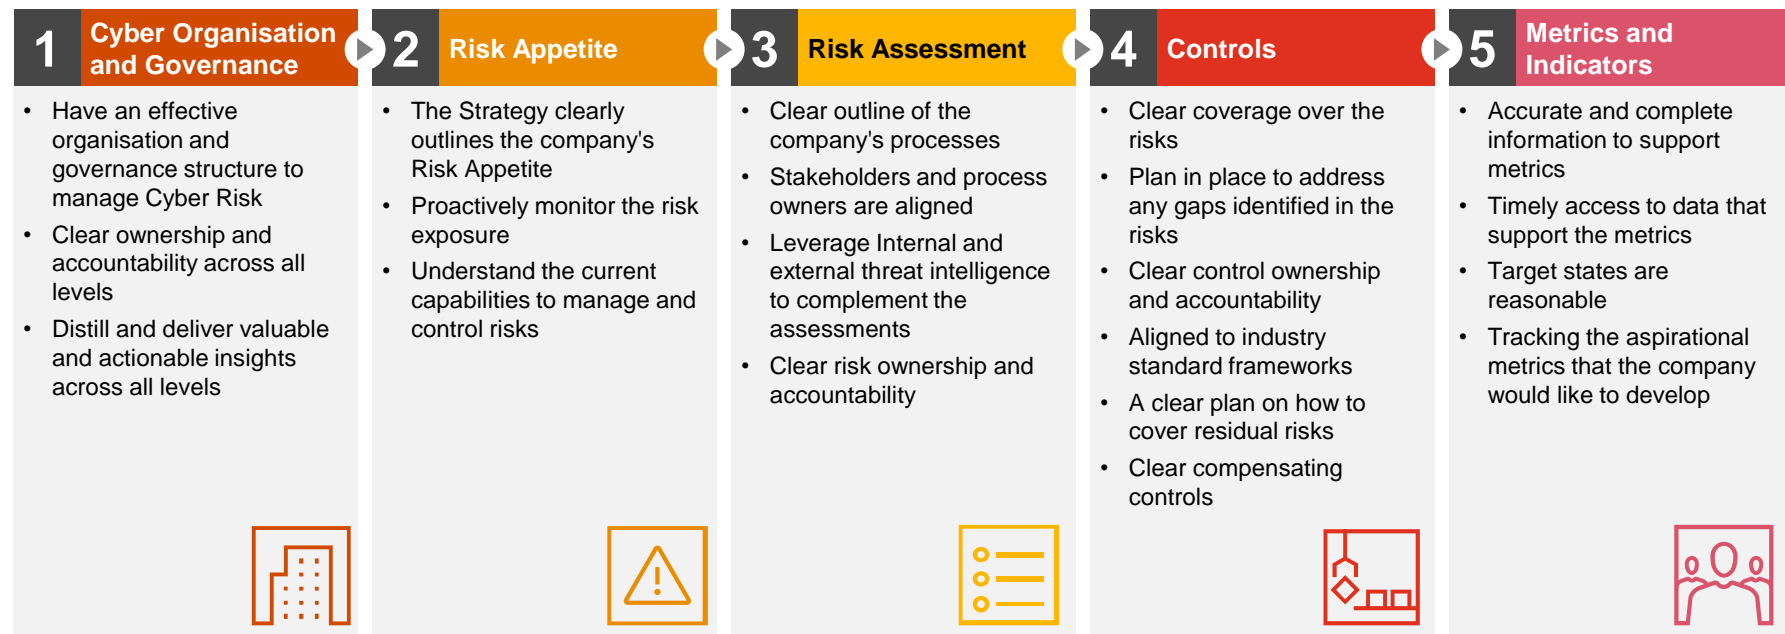 1
Cyber Organisation
and Governance
• Have an effective
organisation and
governance structure to
manage Cyber Risk
• Clear ownership and
accountability across all
levels
• Distill and deliver valuable
and actionable insights
across all levels
2
Risk Appetite
• The Strategy clearly
outlines the company's
Risk Appetite
• Proactively monitor the risk
exposure
• Understand the current
capabilities to manage and
control risks
3
Risk Assessment
• Clear outline of the
company's processes
• Stakeholders and process
owners are aligned
• Leverage Internal and
external threat intelligence
to complement the
assessments
• Clear risk ownership and
accountability
4
Controls
• Clear coverage over the
risks
• Plan in place to address
any gaps identified in the
risks
• Clear control ownership
and accountability
• Aligned to industry
standard frameworks
• A clear plan on how to
cover residual risks
• Clear compensating
controls
5
Metrics and
Indicators
• Accurate and complete
information to support
metrics
• Timely access to data that
support the metrics
• Target states are
reasonable
• Tracking the aspirational
metrics that the company
would like to develop